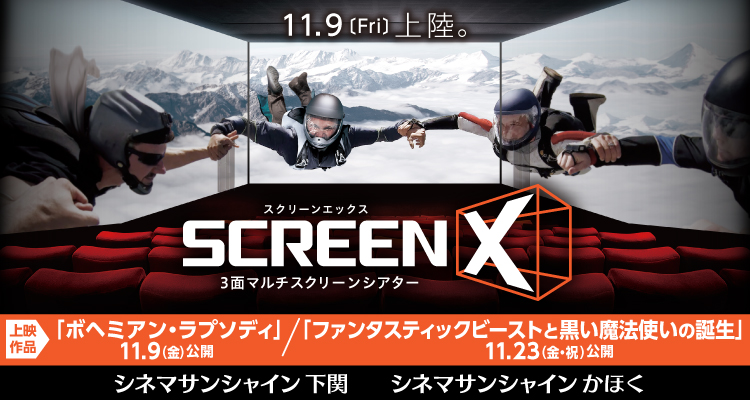 11.9〔Fri〕上陸。
スクリーンエックス
SCREEN X
3面マルチスクリーンシアター
上映作品 「ボヘミアン・ラプソディ」/「ファンタスティックビーストと黒い魔法使いの誕生」
11.9(金)公開 11.23(金・祝)公開
シネマサンシャイン 下関 シネマサンシャイン かほく